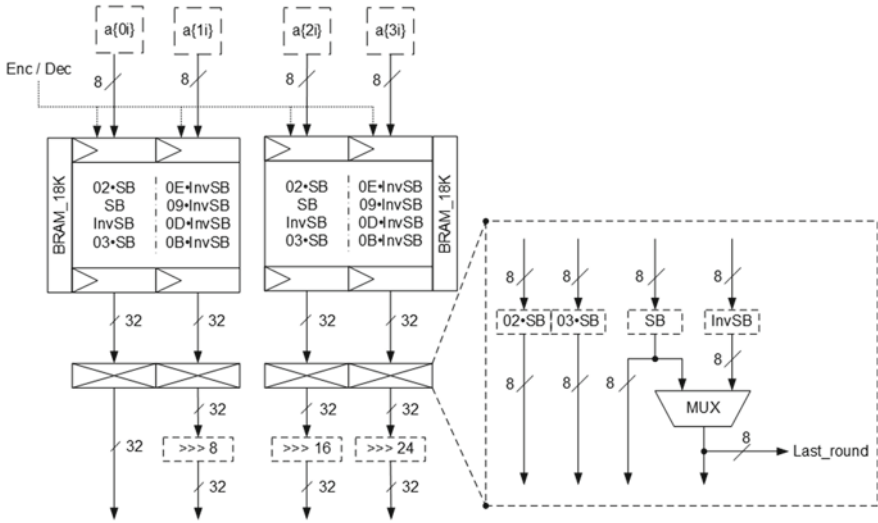 a{0i}
a{1i}
a{2i}
a{3i}
Enc / Dec
8
8
8
8
BRAM_18K
02•SB
SB
InvSB
03•SB
0E•InvSB
09•InvSB
0D•InvSB
0B•InvSB
02•SB
SB
InvSB
03•SB
0E•InvSB
09•InvSB
0D•InvSB
0B•InvSB
BRAM_18K
32
32
32
32
32
32
32
32
>>> 8
>>> 16
>>> 24
32
32
32
8
8
8
8
02•SB
03•SB
SB
InvSB
8
8
8
8
MUX
8
Last_round